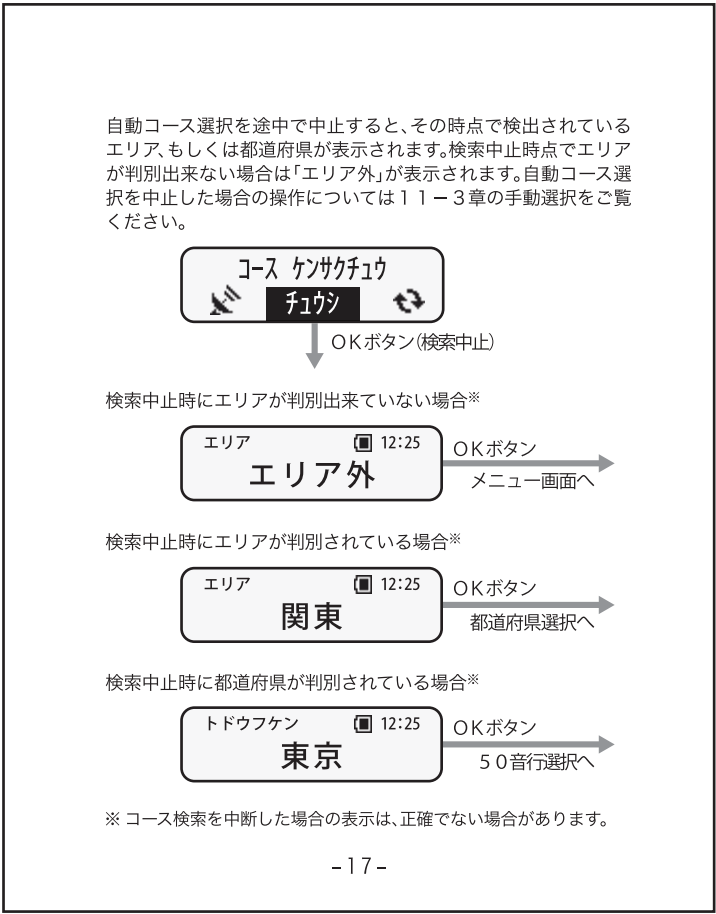 自動コース選択を途中で中止すると、その時点で検出されている
エリア、もしくは都道府県が表示されます。検索中止時点でエリア
が判別出来ない場合は「エリア外」が表示されます。自動コース選
択を中止した場合の操作については１１－３章の手動選択をご覧
ください。
コース ケンサクチュウ
チュウシ
ＯＫボタン（検索中止）
検索中止時にエリアが判別出来ていない場合※
エリア 12:25
エリア外
ＯＫボタン
メニュー画面へ
検索中止時にエリアが判別されている場合※
エリア 12:25
関東
ＯＫボタン
都道府県選択へ
検索中止時に都道府県が判別されている場合※
トドウフケン 12:25
東京
ＯＫボタン
５０音行選択へ
※ コース検索を中断した場合の表示は、正確でない場合があります。
−17−